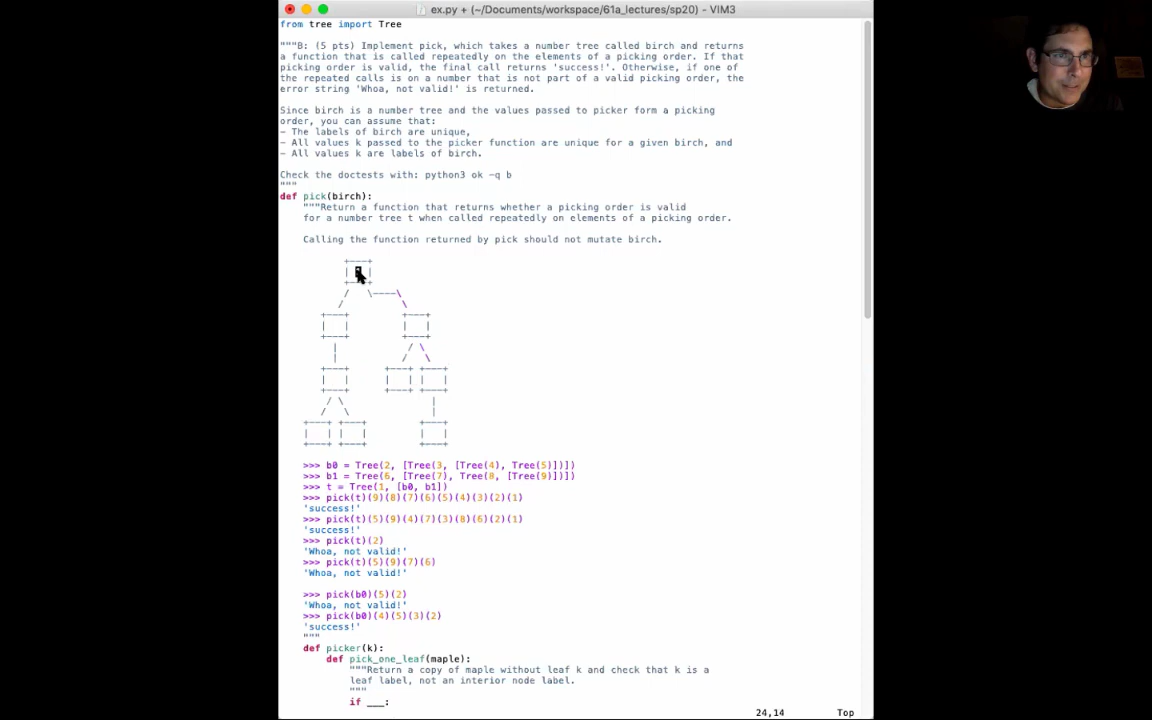 ex.py + (~/Documents/workspace/61a_lectures/sp20) - VIM3
from tree import Tree
"""B: (5 pts) Implement pick, which takes a number tree called birch and returns
a function that is called repeatedly on the elements of a picking order. If that
picking order is valid, the final call returns 'success!'. Otherwise, if one of
the repeated calls is on a number that is not part of a valid picking order, the
error string 'Whoa, not valid!' is returned.
Since birch is a number tree and the values passed to picker form a picking
order, you can assume that:
- The labels of birch are unique,
- All values k passed to the picker function are unique for a given birch, and
- All values k are labels of birch.
Check the doctests with: python3 ok -q b
"""
def pick(birch):
"""Return a function that returns whether a picking order is valid
for a number tree t when called repeatedly on elements of a picking order.
Calling the function returned by pick should not mutate birch.
>>> b0 = Tree(2, [Tree(3, [Tree(4), Tree(5)])])
>>> b1 = Tree(6, [Tree(7), Tree(8, [Tree(9)])])
>>> t = Tree(1, [b0, b1])
>>> pick(t)(9)(8)(7)(6)(5)(4)(3)(2)(1)
'success!'
>>> pick(t)(5)(9)(4)(7)(3)(8)(6)(2)(1)
'success!'
>>> pick(t)(2)
'Whoa, not valid!'
>>> pick(t)(5)(9)(7)(6)
'Whoa, not valid!'
>>> pick(b0)(5)(2)
'Whoa, not valid!'
>>> pick(b0)(4)(5)(3)(2)
'success!'
"""
def picker(k):
def pick_one_leaf(maple):
"""Return a copy of maple without leaf k and check that k is a
leaf label, not an interior node label.
"""
if ___:
24,14 Top